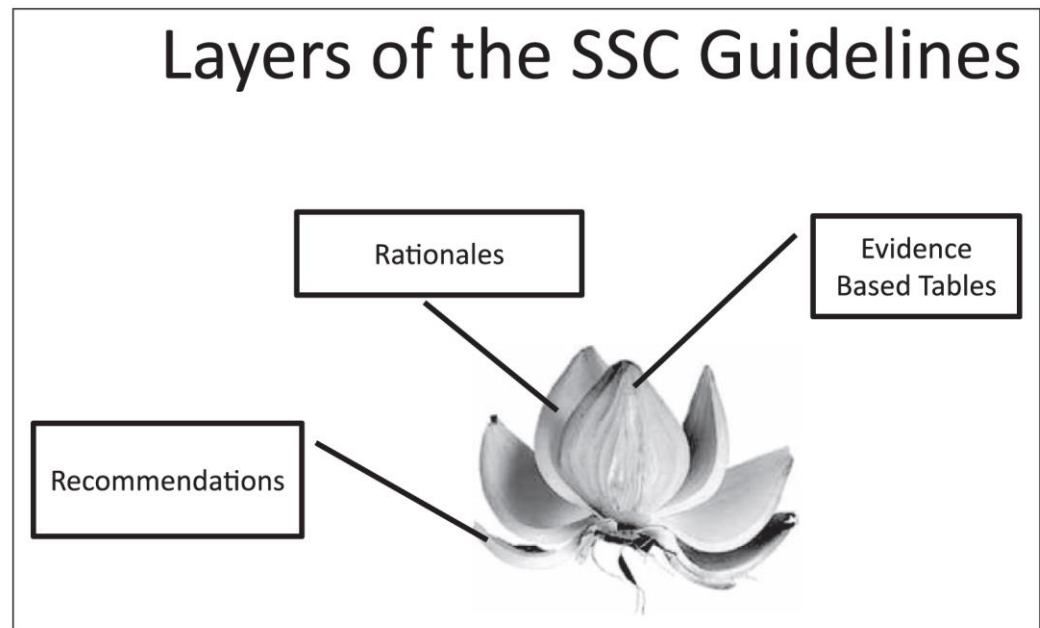 Layers of the SSC Guidelines
Rationales
Evidence
Based Tables
Recommendations